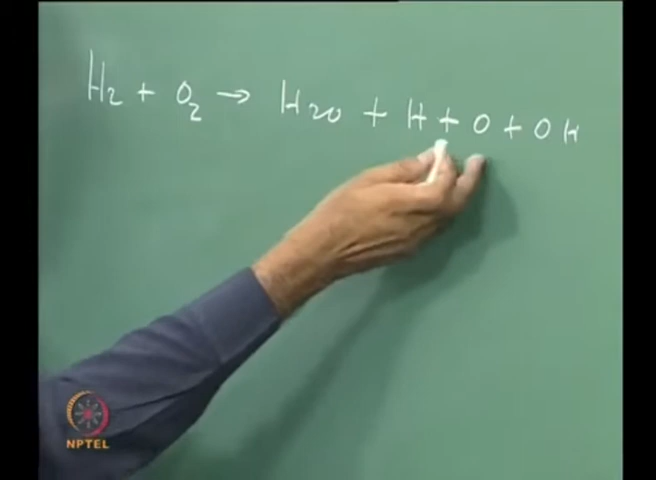 H2 + O2 → H2O + H + O + OH
NPTEL